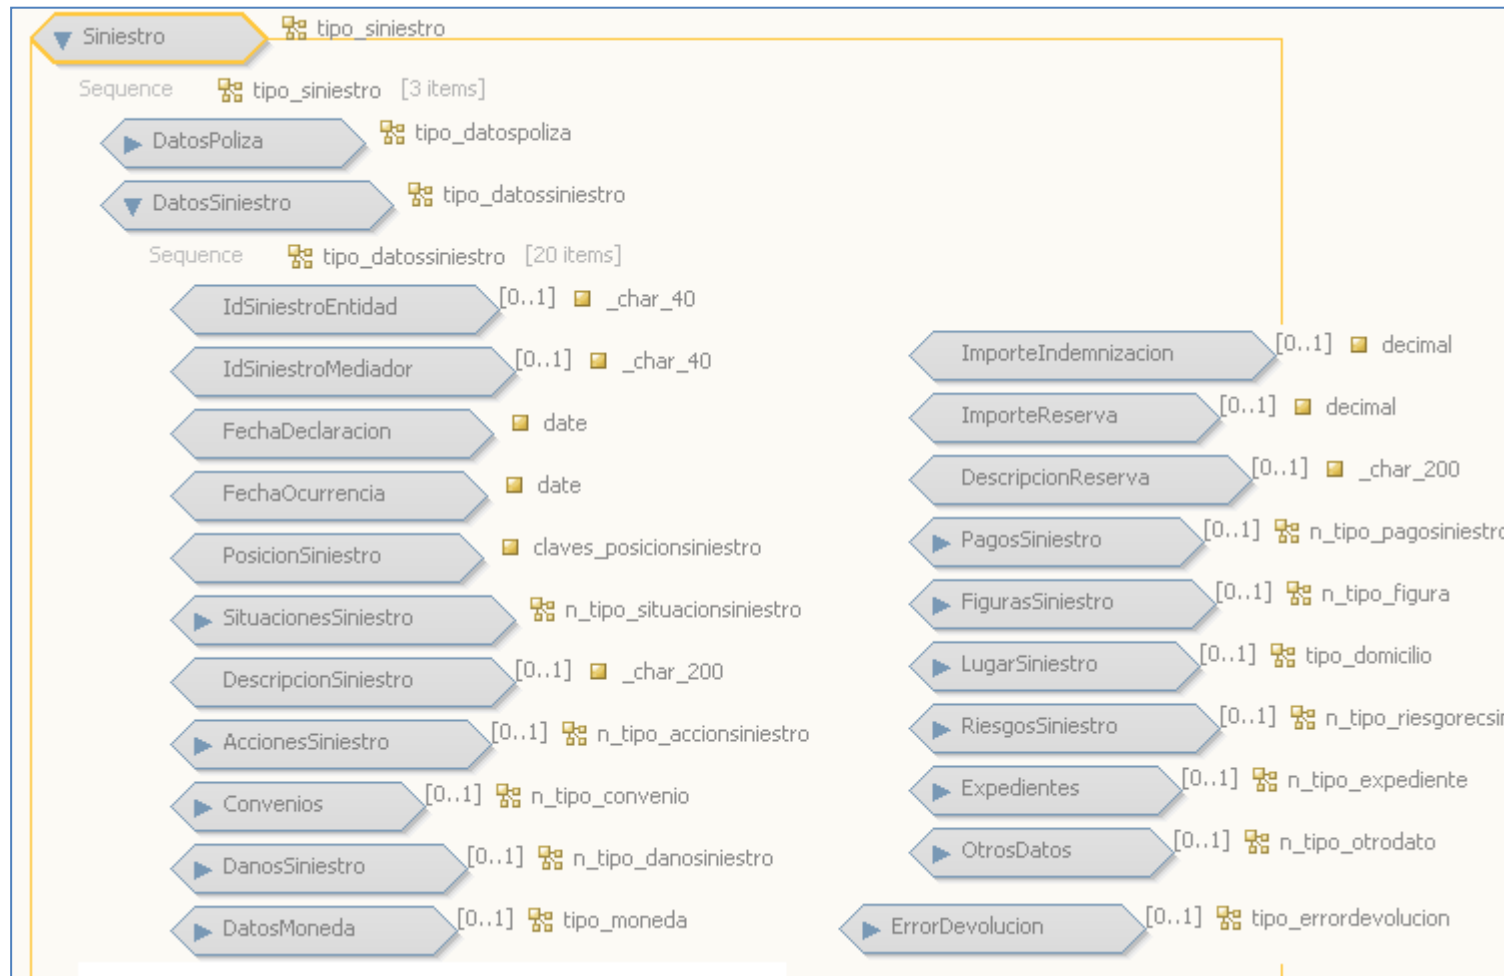 Siniestro tipo_siniestro
Sequence tipo_siniestro [3 items]
DatosPoliza tipo_datospoliza
DatosSiniestro tipo_datossiniestro
Sequence tipo_datossiniestro [20 items]
IdSiniestroEntidad [0..1] _char_40
IdSiniestroMediador [0..1] _char_40
FechaDeclaracion date
FechaOcurrencia date
PosicionSiniestro claves_posicionsiniestro
SituacionesSiniestro n_tipo_situacionsiniestro
DescripcionSiniestro [0..1] _char_200
AccionesSiniestro [0..1] n_tipo_accionsiniestro
Convenios [0..1] n_tipo_convenio
DanosSiniestro [0..1] n_tipo_danosiniestro
DatosMoneda [0..1] tipo_moneda
ImporteIndemnizacion [0..1] decimal
ImporteReserva [0..1] decimal
DescripcionReserva [0..1] _char_200
PagosSiniestro [0..1] n_tipo_pagosiniestro
FigurasSiniestro [0..1] n_tipo_figura
LugarSiniestro [0..1] tipo_domicilio
RiesgosSiniestro [0..1] n_tipo_riesgorecsin
Expedientes [0..1] n_tipo_expediente
OtrosDatos [0..1] n_tipo_otrodato
ErrorDevolucion [0..1] tipo_errordevolucion